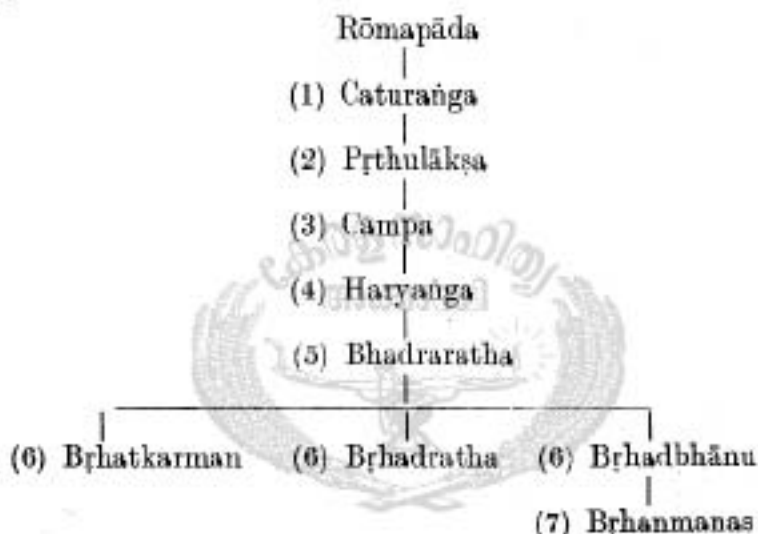 Rōmapāda
(1) Caturaṅga
(2) Pṛthulākṣa
(3) Campa
കേരള സാഹിത്യ
(4) Haryaṅga
(5) Bhadraratha
(6) Bṛhatkarman (6) Bṛhadratha (6) Bṛhadbhānu
(7) Bṛhanmanas